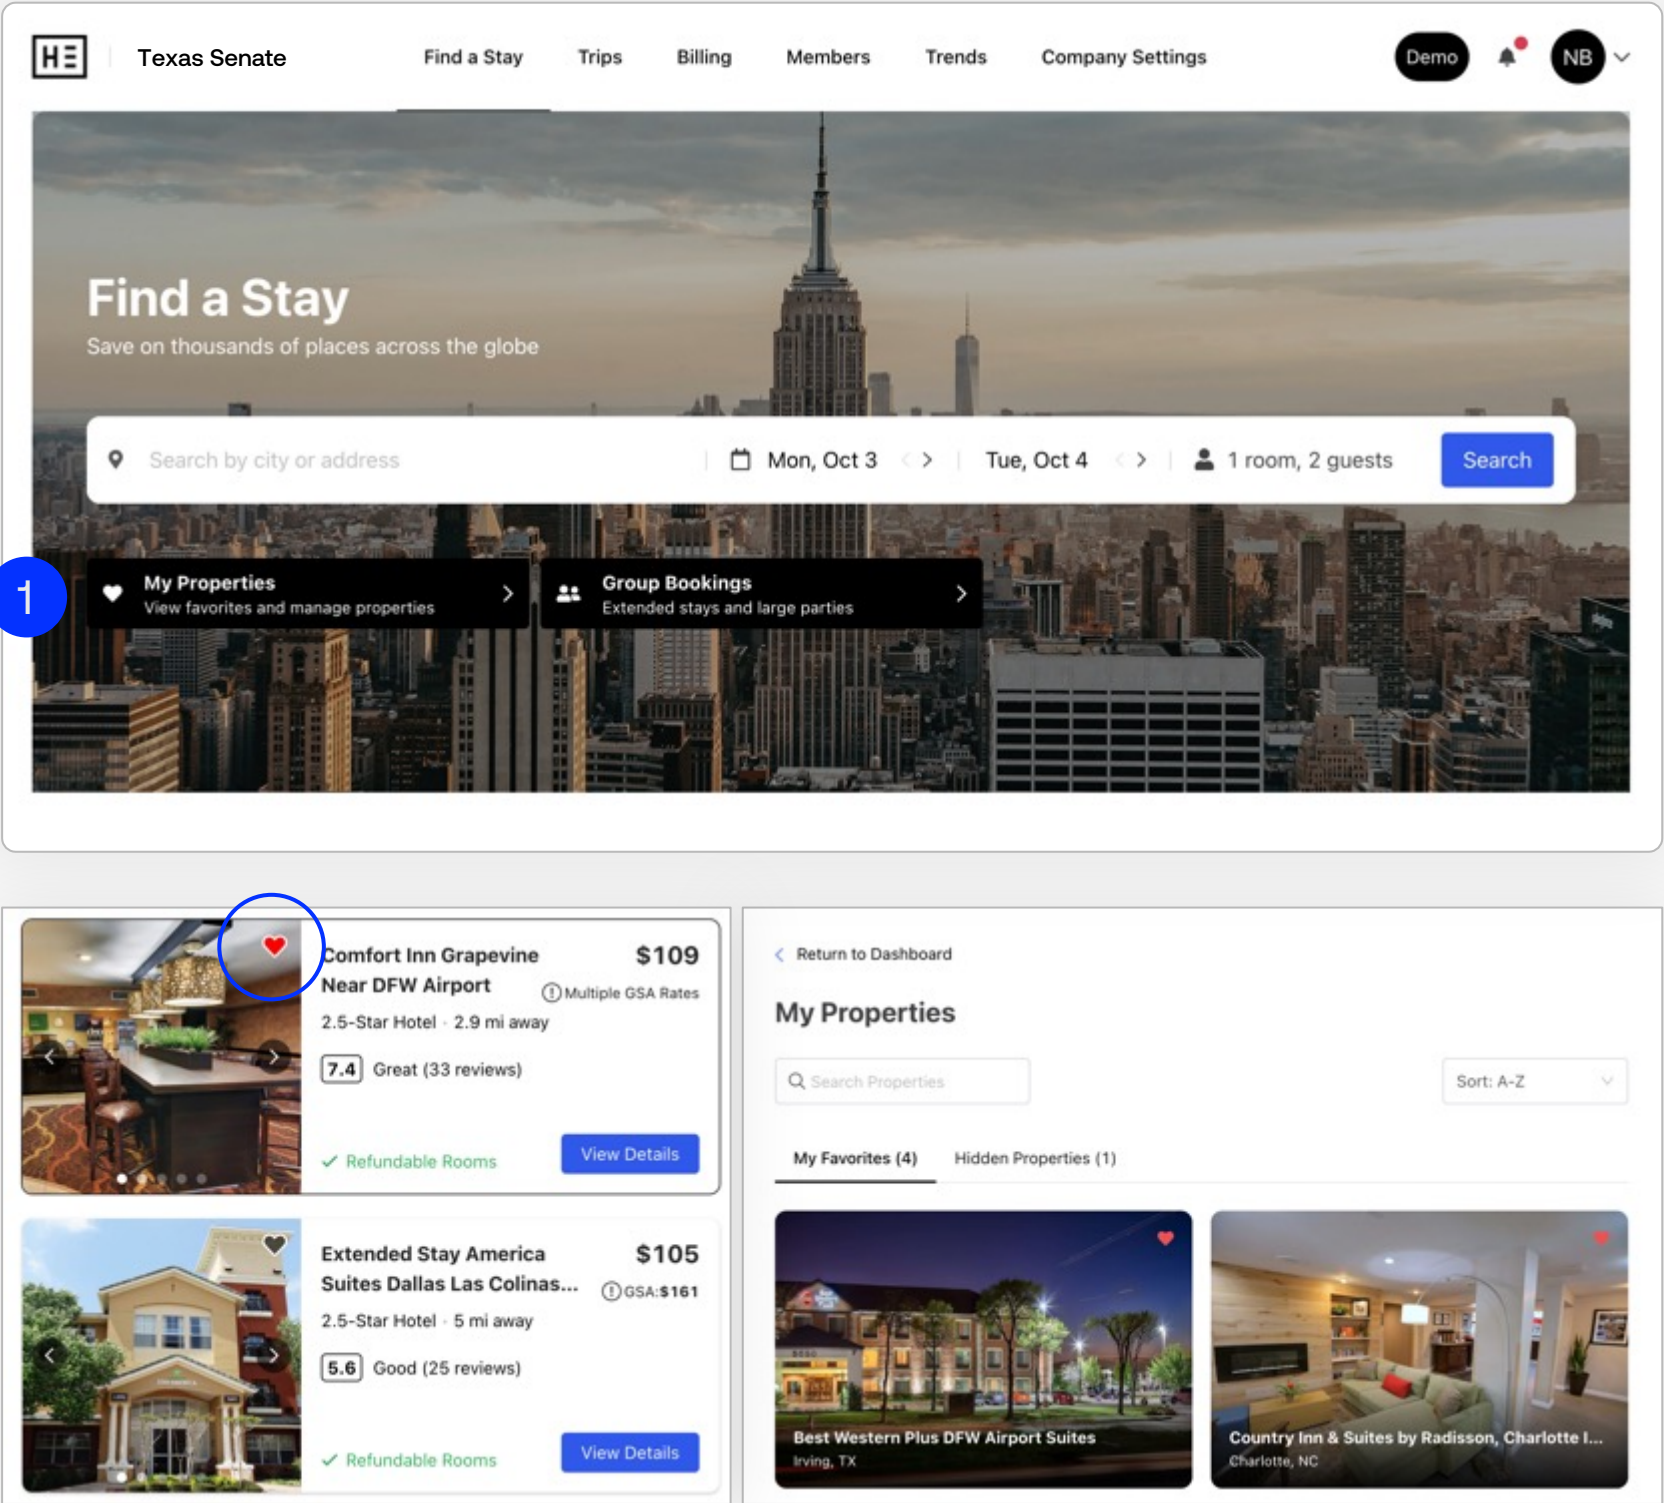 HE
Texas Senate
Find a Stay
Trips
Billing
Members
Trends
Company Settings
Demo
NB
Find a Stay
Save on thousands of places across the globe
Search by city or address
Mon, Oct 3
Tue, Oct 4
1 room, 2 guests
Search
1
My Properties
View favorites and manage properties
Group Bookings
Extended stays and large parties
Comfort Inn Grapevine
Near DFW Airport
$109
Multiple GSA Rates
2.5-Star Hotel · 2.9 mi away
7.4 Great (33 reviews)
✓ Refundable Rooms
View Details
Extended Stay America
Suites Dallas Las Colinas...
$105
GSA:$161
2.5-Star Hotel · 5 mi away
5.6 Good (25 reviews)
✓ Refundable Rooms
View Details
Return to Dashboard
My Properties
Search Properties
Sort: A-Z
My Favorites (4)
Hidden Properties (1)
Best Western Plus DFW Airport Suites
Irving, TX
Country Inn & Suites by Radisson, Charlotte I...
Charlotte, NC